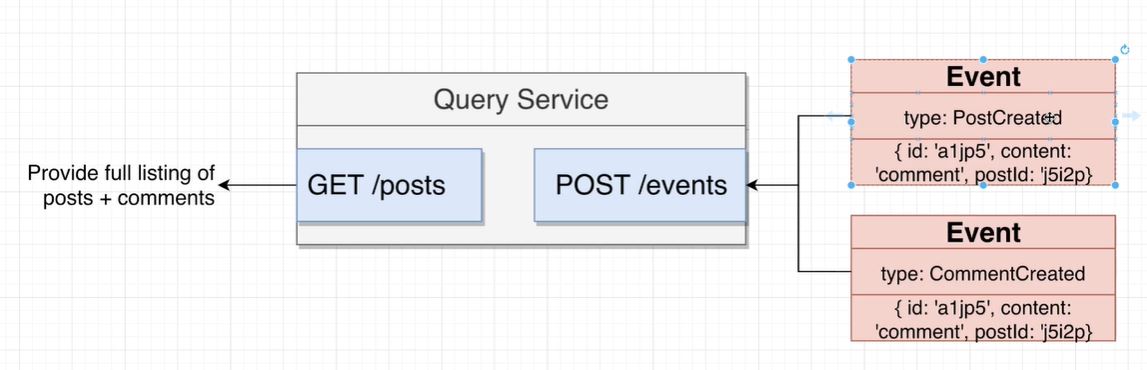 Query Service
Provide full listing of
posts + comments
GET /posts
POST /events
Event
type: PostCreated
{ id: 'a1jp5', content:
'comment', postId: 'j5i2p}
Event
type: CommentCreated
{ id: 'a1jp5', content:
'comment', postId: 'j5i2p}